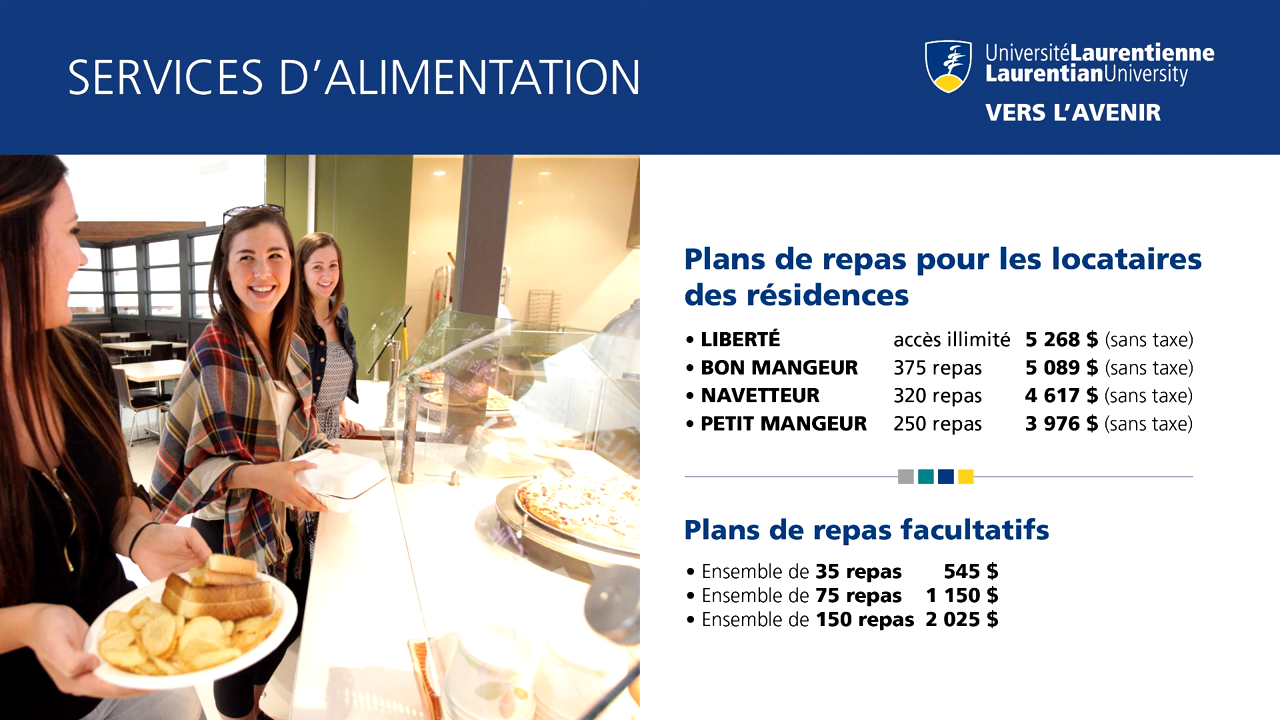 SERVICES D’ALIMENTATION
UniversitéLaurentienne
LaurentianUniversity
VERS L’AVENIR
Plans de repas pour les locataires
des résidences
• LIBERTÉ accès illimité 5 268 $ (sans taxe)
• BON MANGEUR 375 repas 5 089 $ (sans taxe)
• NAVETTEUR 320 repas 4 617 $ (sans taxe)
• PETIT MANGEUR 250 repas 3 976 $ (sans taxe)
Plans de repas facultatifs
• Ensemble de 35 repas 545 $
• Ensemble de 75 repas 1 150 $
• Ensemble de 150 repas 2 025 $